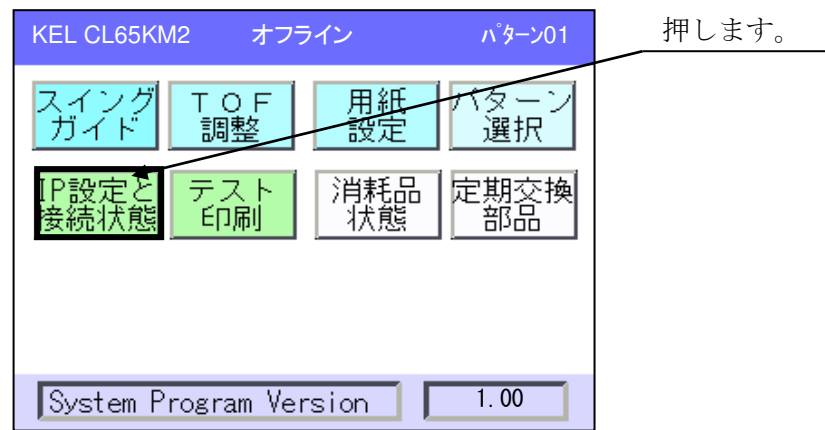 KEL CL65KM2 オフライン ﾊﾟﾀｰﾝ01
押します。
スイング
ガイド
ＴＯＦ
調整
用紙
設定
パターン
選択
IP設定と
接続状態
テスト
印刷
消耗品
状態
定期交換
部品
System Program Version 1.00